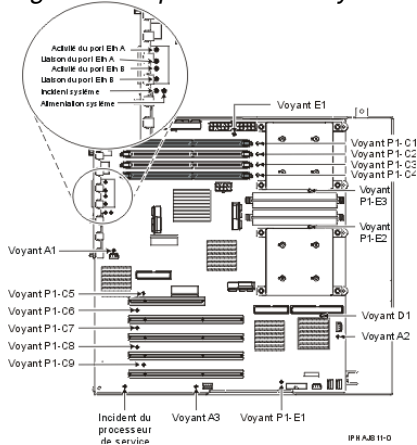 Activité du port Eth A
Liaison du port Eth A
Activité du port Eth B
Liaison du port Eth B
Incident système
Alimentation système
Voyant E1
Voyant P1-C1
Voyant P1-C2
Voyant P1-C3
Voyant P1-C4
Voyant
P1-E3
Voyant
P1-E2
Voyant A1
Voyant P1-C5
Voyant P1-C6
Voyant P1-C7
Voyant P1-C8
Voyant P1-C9
Voyant D1
Voyant A2
Incident du
processeur
de service
Voyant A3
Voyant P1-E1
IPHAJ811-0